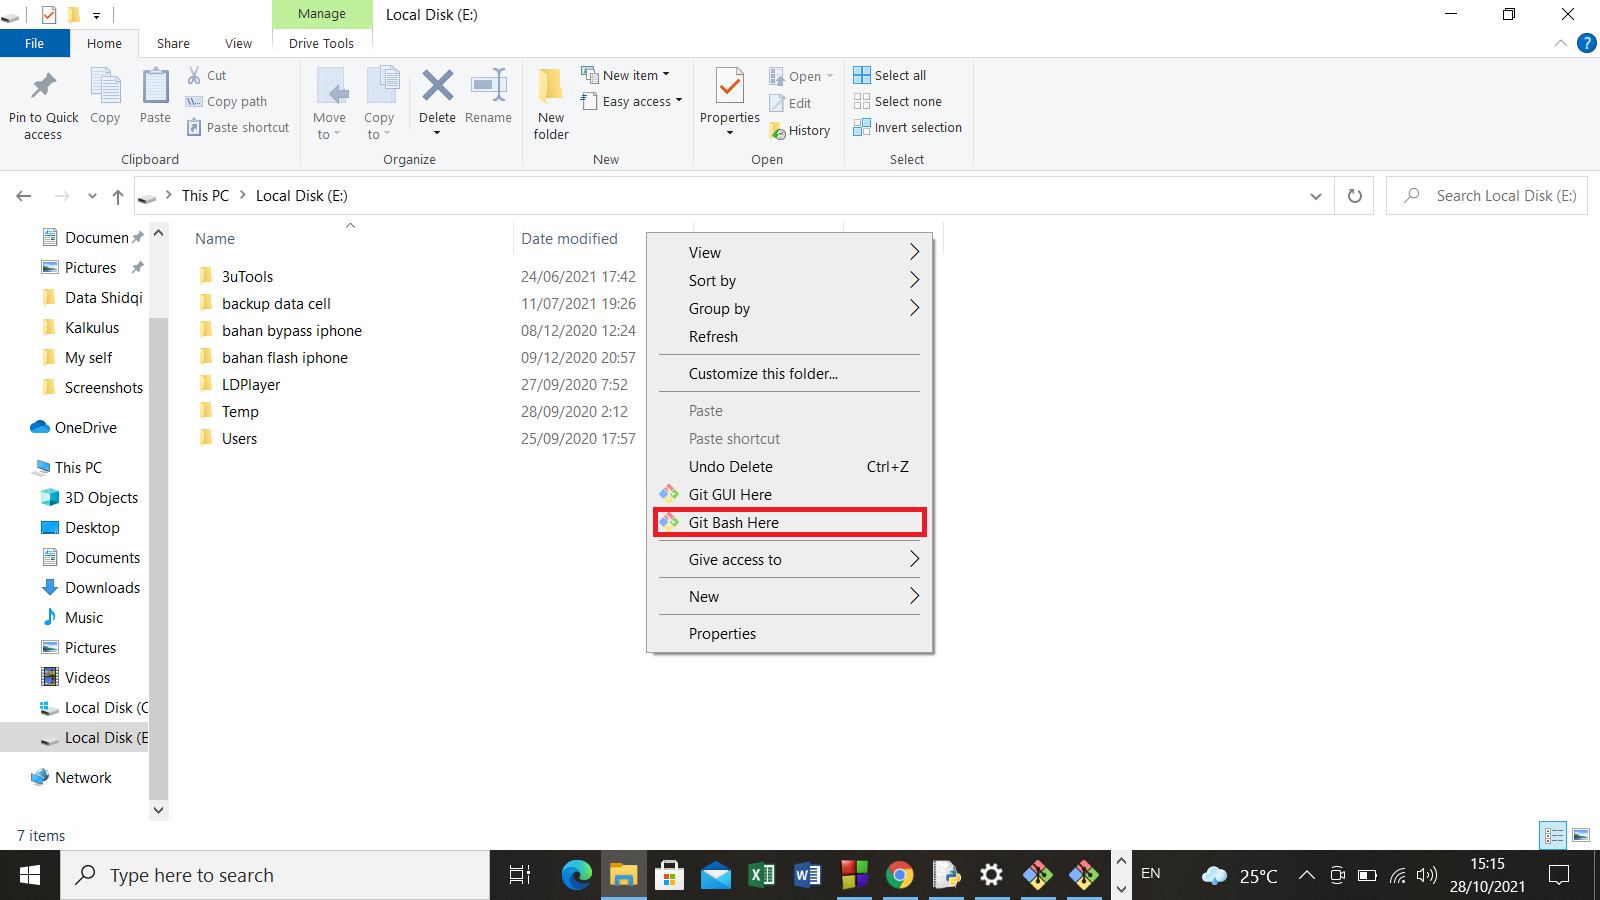 Manage
Local Disk (E:)
File
Home
Share
View
Drive Tools
Pin to Quick access
Copy
Paste
Cut
Copy path
Paste shortcut
Clipboard
Move to
Copy to
Delete
Rename
Organize
New folder
New item
Easy access
New
Properties
Open
Edit
History
Open
Select all
Select none
Invert selection
Select
This PC
Local Disk (E:)
Search Local Disk (E:)
Documen
Pictures
Data Shidqi
Kalkulus
My self
Screenshots
OneDrive
This PC
3D Objects
Desktop
Documents
Downloads
Music
Pictures
Videos
Local Disk (C
Local Disk (E
Network
Name
Date modified
3uTools 24/06/2021 17:42
backup data cell 11/07/2021 19:26
bahan bypass iphone 08/12/2020 12:24
bahan flash iphone 09/12/2020 20:57
LDPlayer 27/09/2020 7:52
Temp 28/09/2020 2:12
Users 25/09/2020 17:57
View
Sort by
Group by
Refresh
Customize this folder...
Paste
Paste shortcut
Undo Delete Ctrl+Z
Git GUI Here
Git Bash Here
Give access to
New
Properties
7 items
Type here to search
EN
25°C
15:15
28/10/2021